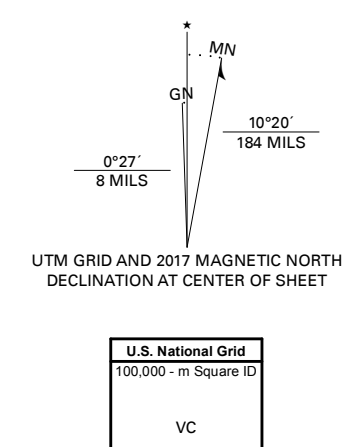 ★
MN
GN
10°20´
184 MILS
0°27´
8 MILS
UTM GRID AND 2017 MAGNETIC NORTH
DECLINATION AT CENTER OF SHEET
U.S. National Grid
100,000 - m Square ID
VC